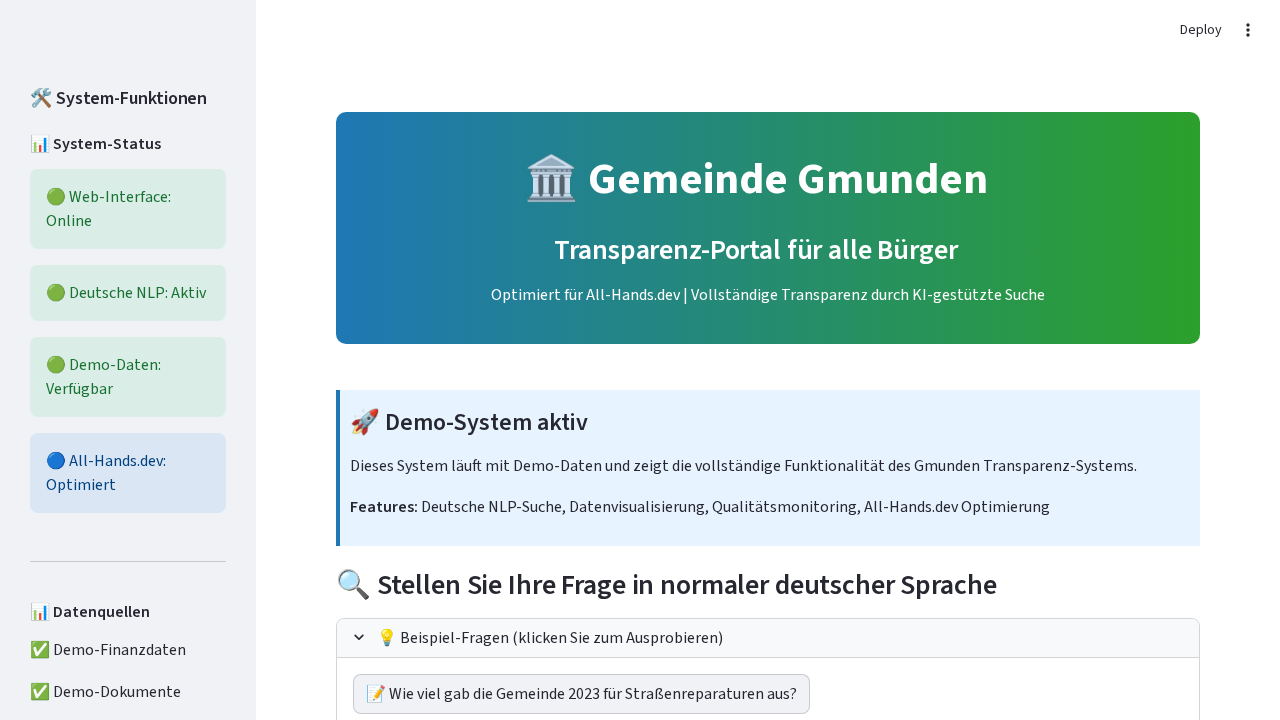 Deploy
🛠️ System-Funktionen
📊 System-Status
🟢 Web-Interface:
Online
🟢 Deutsche NLP: Aktiv
🟢 Demo-Daten:
Verfügbar
🔵 All-Hands.dev:
Optimiert
📊 Datenquellen
✅ Demo-Finanzdaten
✅ Demo-Dokumente
🏛️ Gemeinde Gmunden
Transparenz-Portal für alle Bürger
Optimiert für All-Hands.dev | Vollständige Transparenz durch KI-gestützte Suche
🚀 Demo-System aktiv
Dieses System läuft mit Demo-Daten und zeigt die vollständige Funktionalität des Gmunden Transparenz-Systems.
Features: Deutsche NLP-Suche, Datenvisualisierung, Qualitätsmonitoring, All-Hands.dev Optimierung
🔍 Stellen Sie Ihre Frage in normaler deutscher Sprache
💡 Beispiel-Fragen (klicken Sie zum Ausprobieren)
📝 Wie viel gab die Gemeinde 2023 für Straßenreparaturen aus?